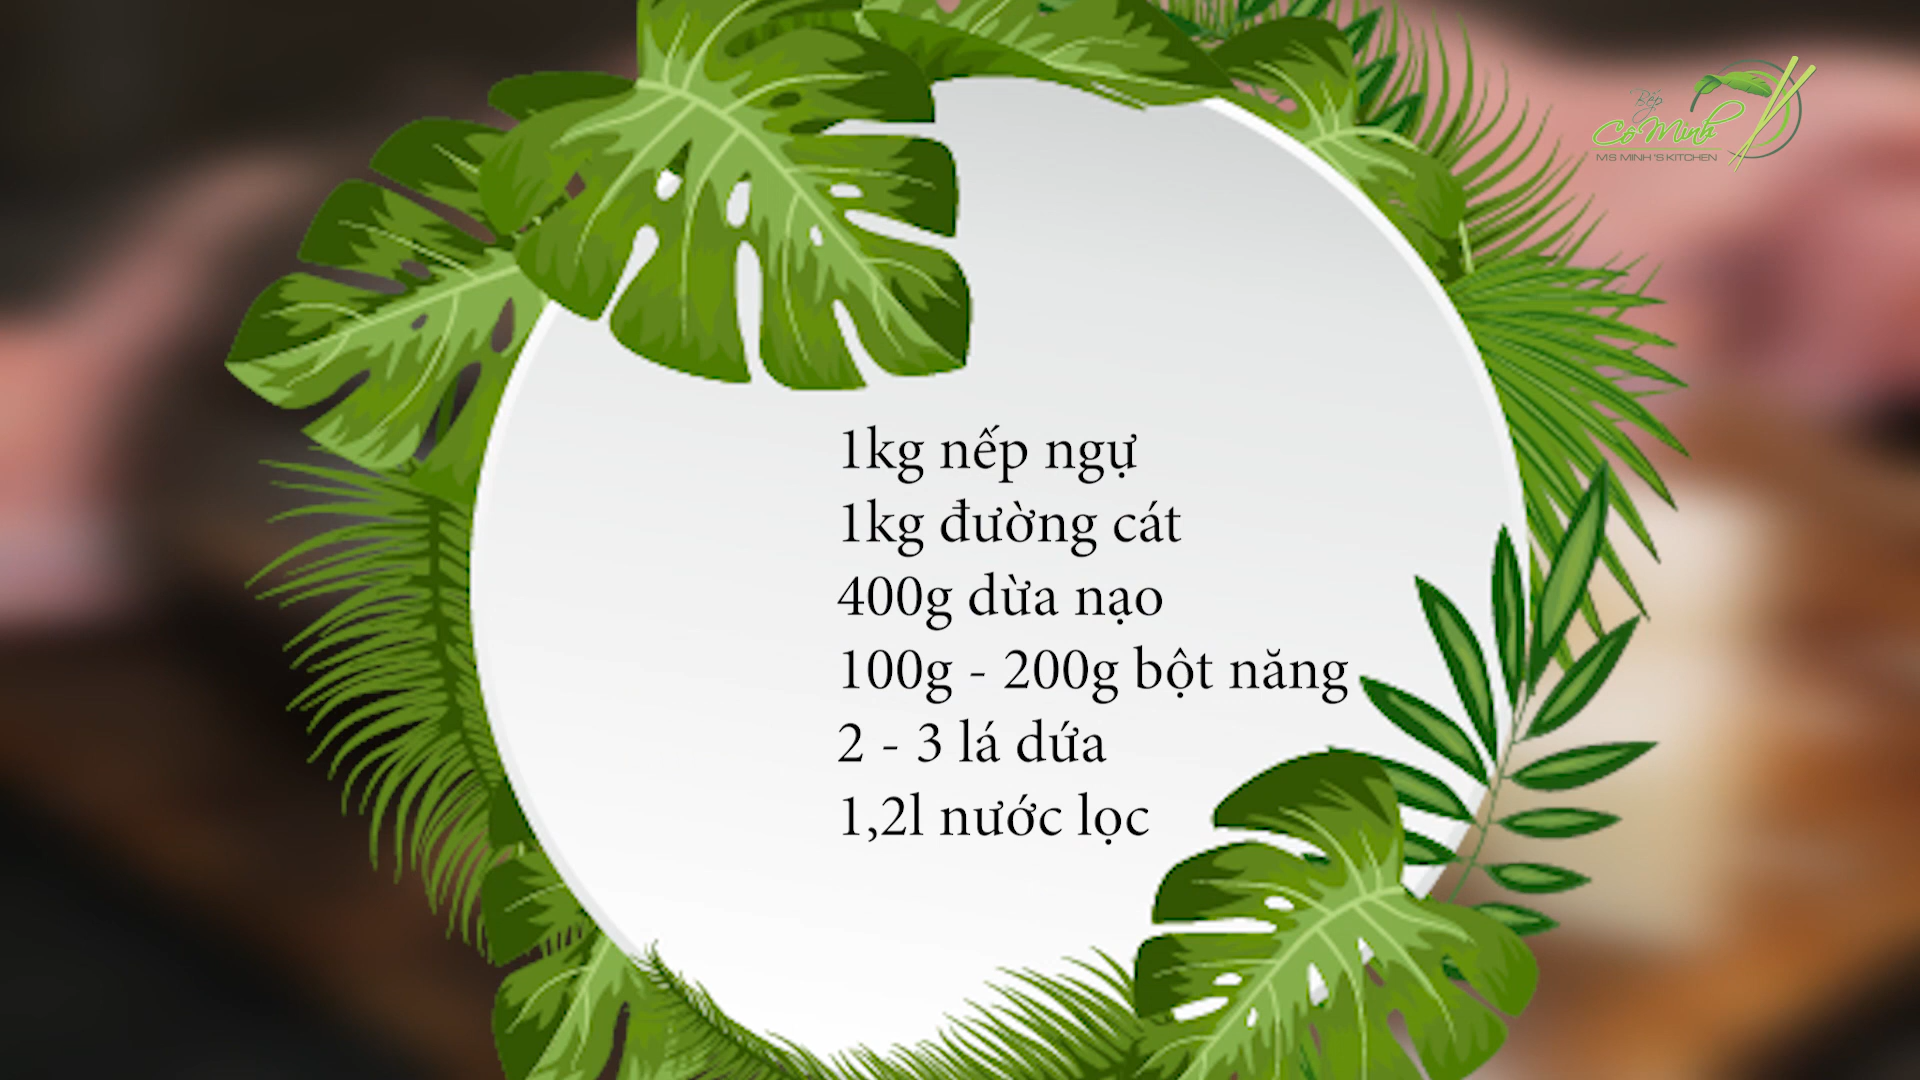 Bếp
Cô Minh
MS MINH 'S KITCHEN
1kg nếp ngự
1kg đường cát
400g dừa nạo
100g - 200g bột năng
2 - 3 lá dứa
1,2l nước lọc